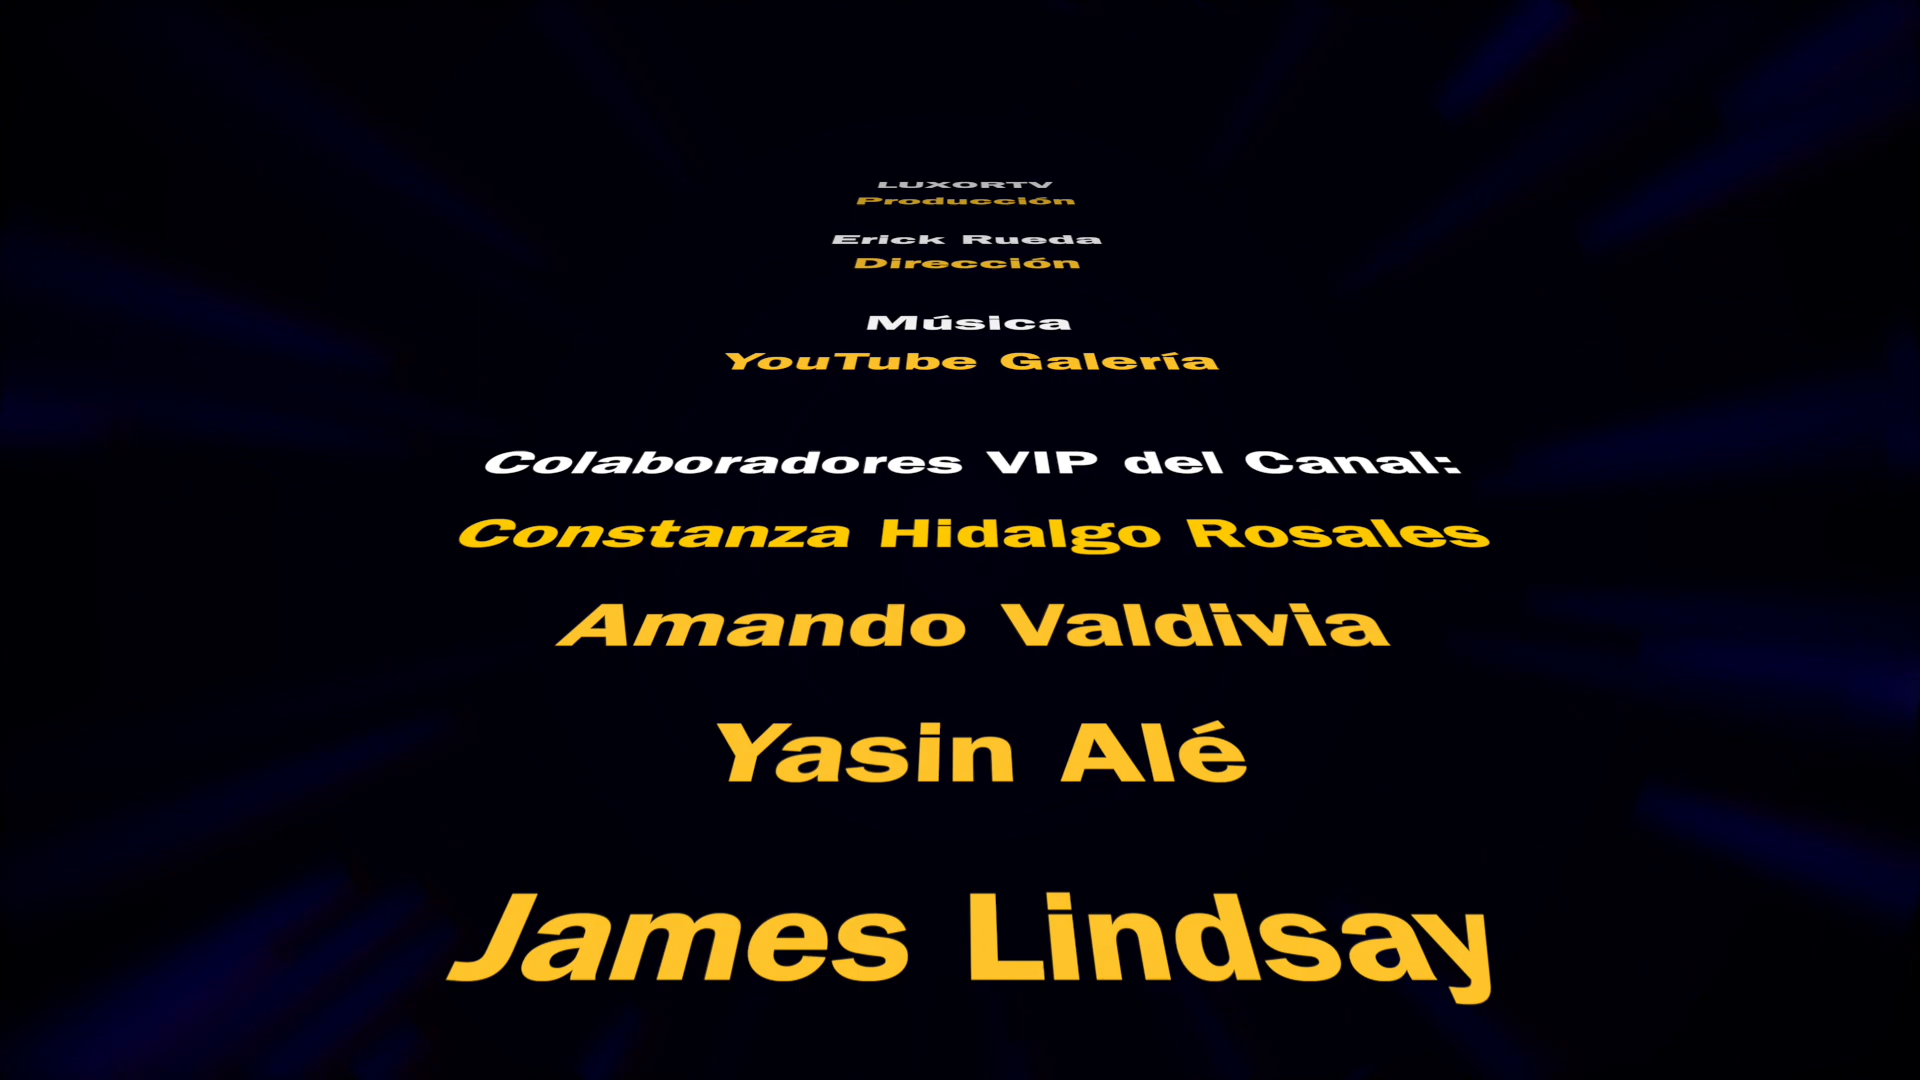 LUXORTV
Producción
Erick Rueda
Dirección
Música
YouTube Galería
Colaboradores VIP del Canal:
Constanza Hidalgo Rosales
Amando Valdivia
Yasin Alé
James Lindsay